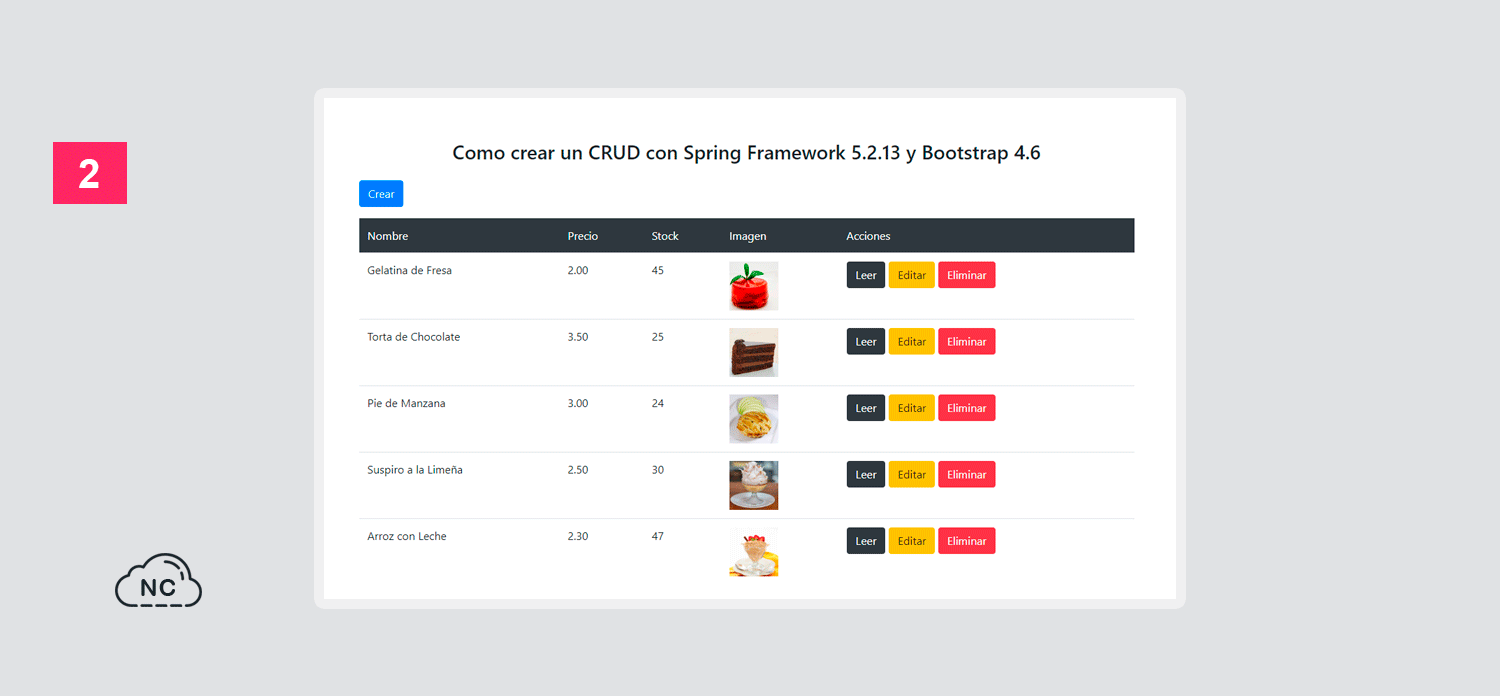 2
Como crear un CRUD con Spring Framework 5.2.13 y Bootstrap 4.6
Crear
Nombre Precio Stock Imagen Acciones
Gelatina de Fresa 2.00 45 Leer Editar Eliminar
Torta de Chocolate 3.50 25 Leer Editar Eliminar
Pie de Manzana 3.00 24 Leer Editar Eliminar
Suspiro a la Limeña 2.50 30 Leer Editar Eliminar
Arroz con Leche 2.30 47 Leer Editar Eliminar
NC